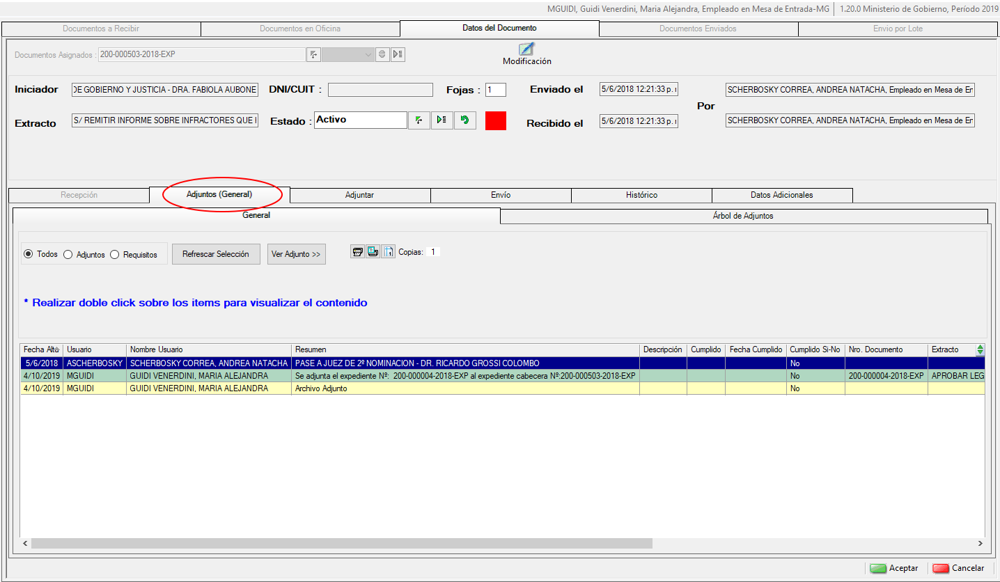 MGUIDI, Guidi Venerdini, Maria Alejandra, Empleado en Mesa de Entrada-MG 1.20.0 Ministerio de Gobierno, Período 2019
Documentos a Recibir Documentos en Oficina Datos del Documento Documentos Enviados Envio por Lote
Documentos Asignados : 200-000503-2018-EXP
Modificación
Iniciador DE GOBIERNO Y JUSTICIA - DRA. FABIOLA AUBONE DNI/CUIT : Fojas : 1 Enviado el 5/6/2018 12:21:33 p. SCHERBOSKY CORREA, ANDREA NATACHA, Empleado en Mesa de Er
Por
Extracto S/ REMITIR INFORME SOBRE INFRACTORES QUE Estado : Activo Recibido el 5/6/2018 12:21:33 p. SCHERBOSKY CORREA, ANDREA NATACHA, Empleado en Mesa de Er
Recepción Adjuntos (General) Adjuntar Envío Histórico Datos Adicionales
General Árbol de Adjuntos
Todos Adjuntos Requisitos Refrescar Selección Ver Adjunto >> Copias: 1
* Realizar doble click sobre los items para visualizar el contenido
Fecha Alta Usuario Nombre Usuario Resumen Descripción Cumplido Fecha Cumplido Cumplido Si-No Nro. Documento Extracto
5/6/2018 ASCHERBOSKY SCHERBOSKY CORREA, ANDREA NATACHA PASE A JUEZ DE 2º NOMINACION - DR. RICARDO GROSSI COLOMBO No
4/10/2019 MGUIDI GUIDI VENERDINI, MARIA ALEJANDRA Se adjunta el expediente Nº: 200-000004-2018-EXP al expediente cabecera Nº:200-000503-2018-EXP No 200-000004-2018-EXP APROBAR LEG
4/10/2019 MGUIDI GUIDI VENERDINI, MARIA ALEJANDRA Archivo Adjunto No
Aceptar Cancelar